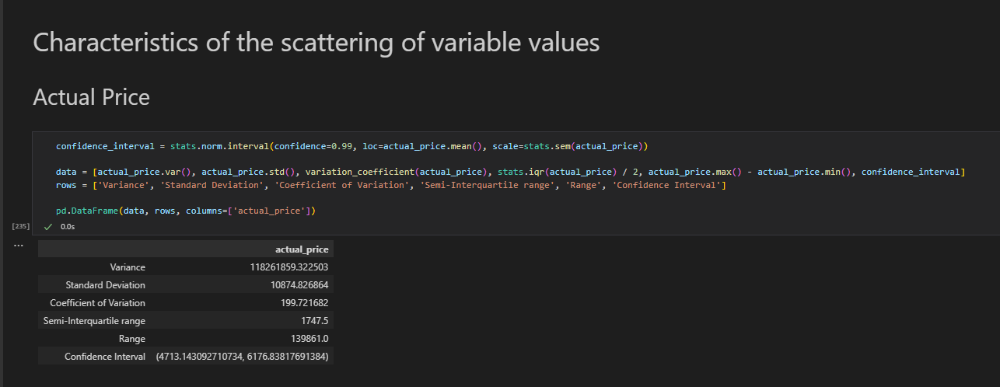 Characteristics of the scattering of variable values
Actual Price
confidence_interval = stats.norm.interval(confidence=0.99, loc=actual_price.mean(), scale=stats.sem(actual_price))
data = [actual_price.var(), actual_price.std(), variation_coefficient(actual_price), stats.iqr(actual_price) / 2, actual_price.max() - actual_price.min(), confidence_interval]
rows = ['Variance', 'Standard Deviation', 'Coefficient of Variation', 'Semi-Interquartile range', 'Range', 'Confidence Interval']
pd.DataFrame(data, rows, columns=['actual_price'])
[235] ✓ 0.0s
...
actual_price
Variance 118261859.322503
Standard Deviation 10874.826864
Coefficient of Variation 199.721682
Semi-Interquartile range 1747.5
Range 139861.0
Confidence Interval (4713.143092710734, 6176.83817691384)